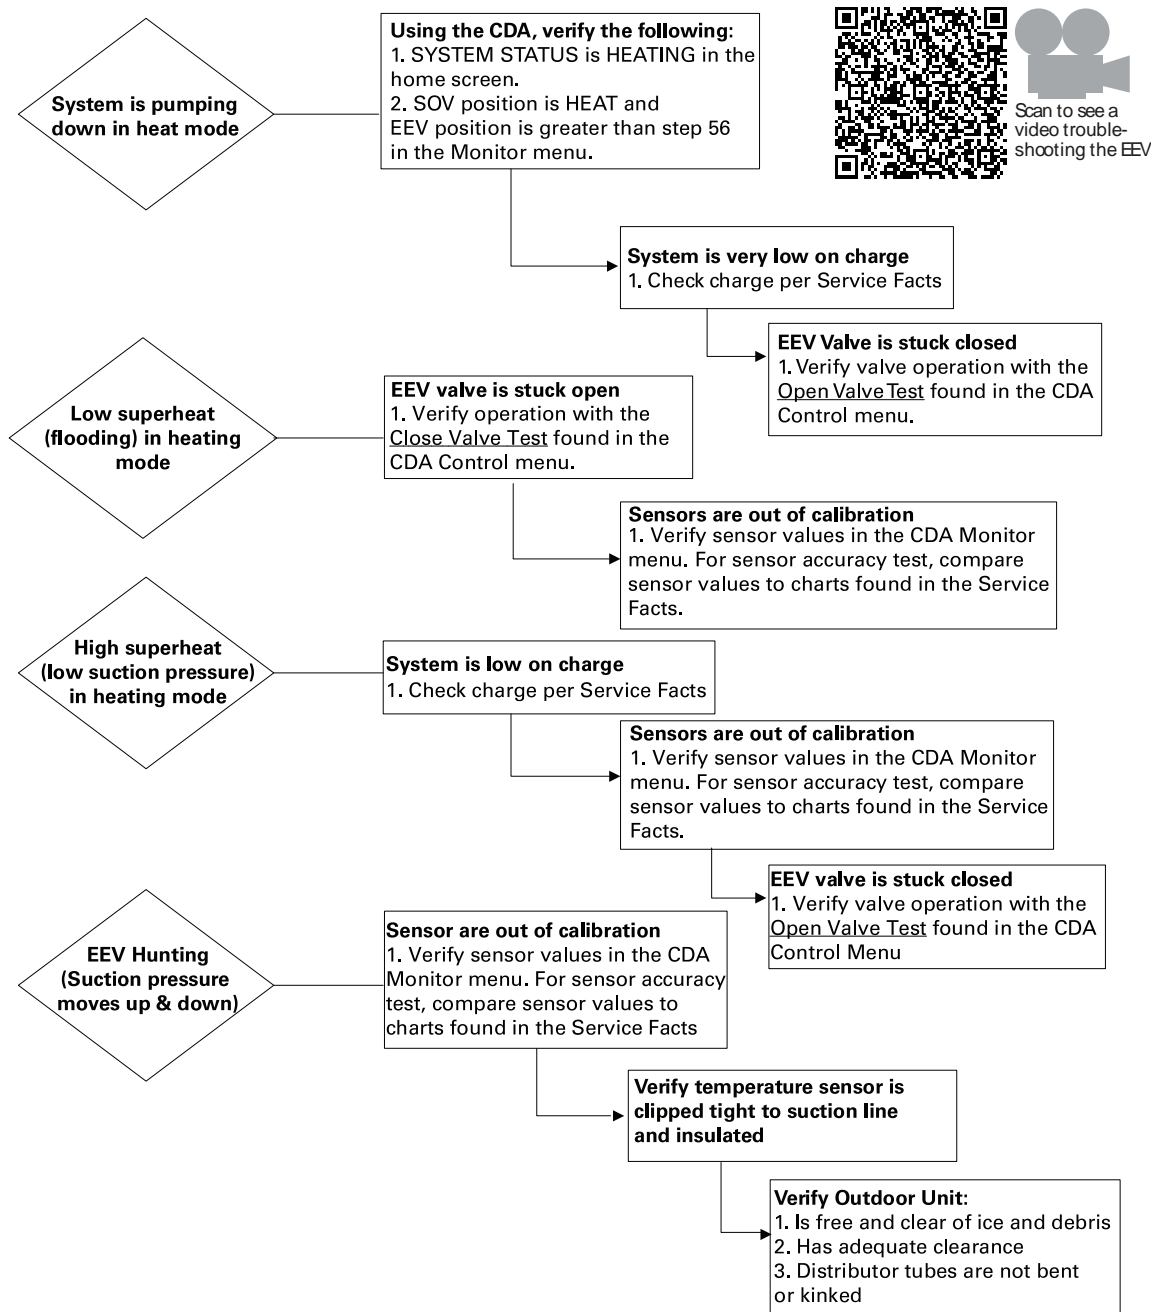 System is pumping
down in heat mode
Using the CDA, verify the following:
1. SYSTEM STATUS is HEATING in the
home screen.
2. SOV position is HEAT and
EEV position is greater than step 56
in the Monitor menu.
Scan to see a
video trouble-
shooting the EEV
System is very low on charge
1. Check charge per Service Facts
EEV Valve is stuck closed
1. Verify valve operation with the
Open Valve Test found in the CDA
Control menu.
Low superheat
(flooding) in heating
mode
EEV valve is stuck open
1. Verify operation with the
Close Valve Test found in the
CDA Control menu.
Sensors are out of calibration
1. Verify sensor values in the CDA Monitor
menu. For sensor accuracy test, compare
sensor values to charts found in the Service
Facts.
High superheat
(low suction pressure)
in heating mode
System is low on charge
1. Check charge per Service Facts
Sensors are out of calibration
1. Verify sensor values in the CDA Monitor
menu. For sensor accuracy test, compare
sensor values to charts found in the Service
Facts.
EEV valve is stuck closed
1. Verify valve operation with the
Open Valve Test found in the CDA
Control Menu
EEV Hunting
(Suction pressure
moves up & down)
Sensor are out of calibration
1. Verify sensor values in the CDA
Monitor menu. For sensor accuracy
test, compare sensor values to
charts found in the Service Facts
Verify temperature sensor is
clipped tight to suction line
and insulated
Verify Outdoor Unit:
1. Is free and clear of ice and debris
2. Has adequate clearance
3. Distributor tubes are not bent
or kinked